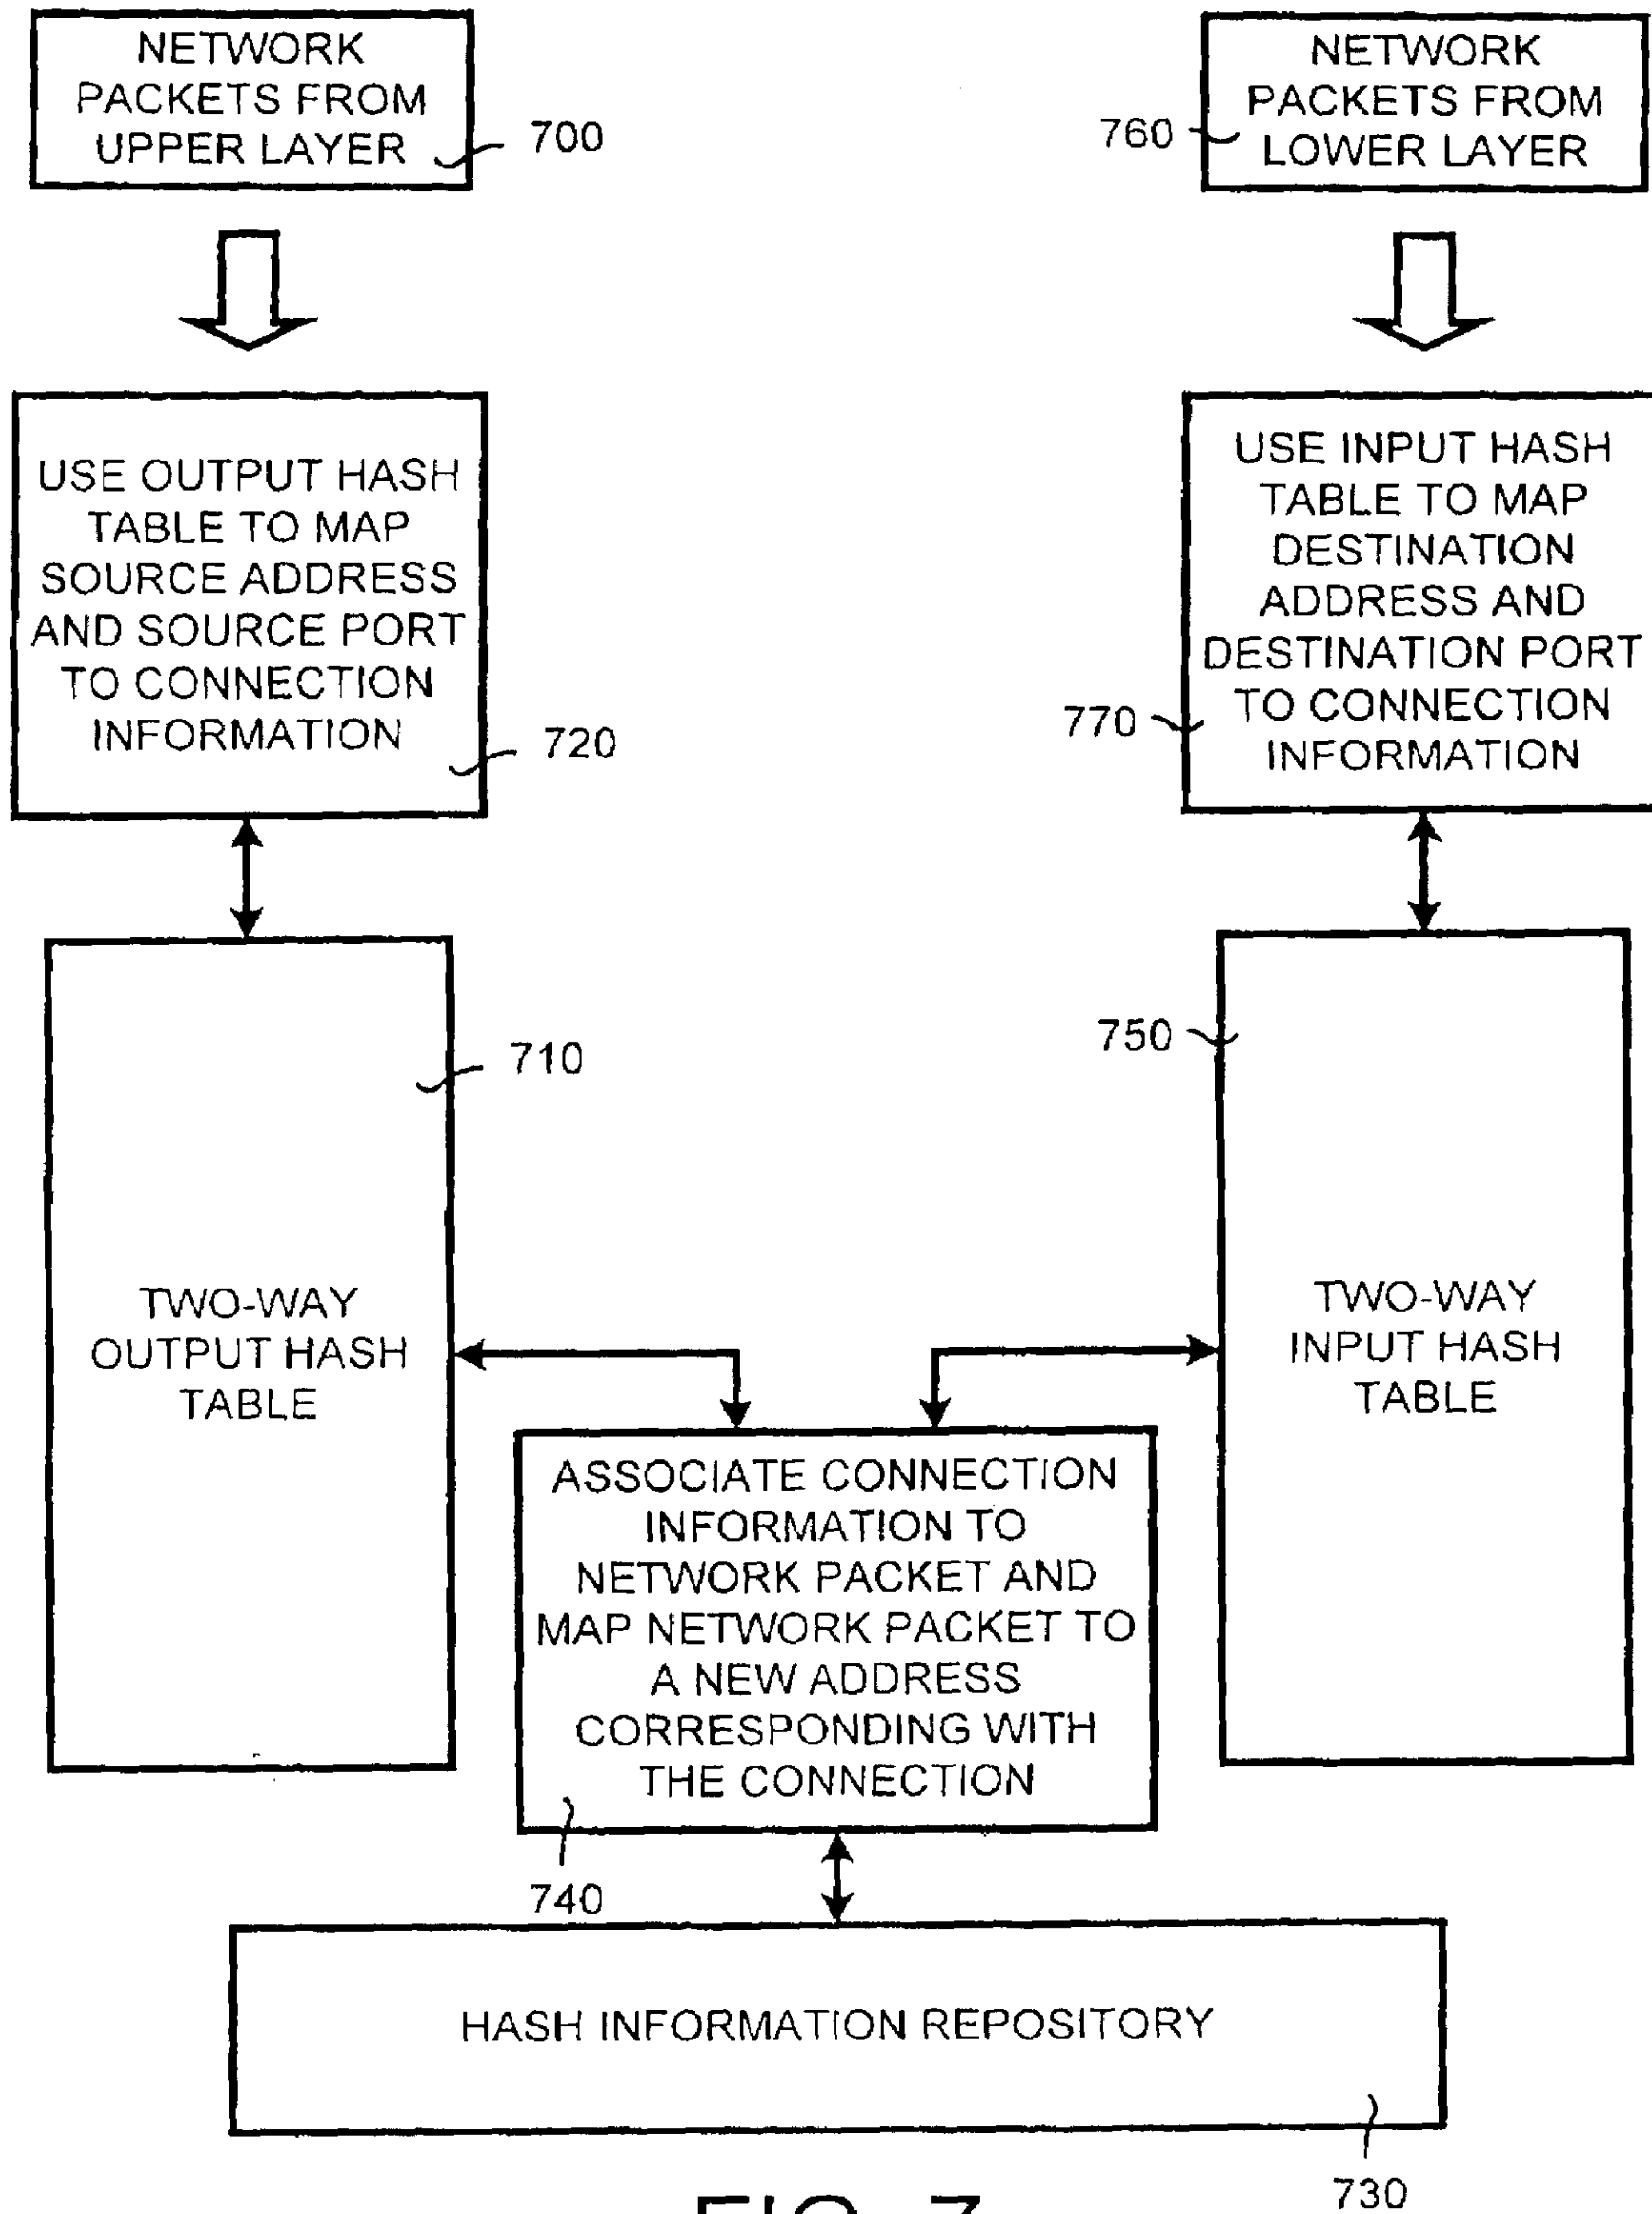 NETWORK
PACKETS FROM
UPPER LAYER
700
NETWORK
PACKETS FROM
LOWER LAYER
760
USE OUTPUT HASH
TABLE TO MAP
SOURCE ADDRESS
AND SOURCE PORT
TO CONNECTION
INFORMATION
720
USE INPUT HASH
TABLE TO MAP
DESTINATION
ADDRESS AND
DESTINATION PORT
TO CONNECTION
INFORMATION
770
710
TWO-WAY
OUTPUT HASH
TABLE
750
TWO-WAY
INPUT HASH
TABLE
ASSOCIATE CONNECTION
INFORMATION TO
NETWORK PACKET AND
MAP NETWORK PACKET TO
A NEW ADDRESS
CORRESPONDING WITH
THE CONNECTION
740
HASH INFORMATION REPOSITORY
730
FIG. 7